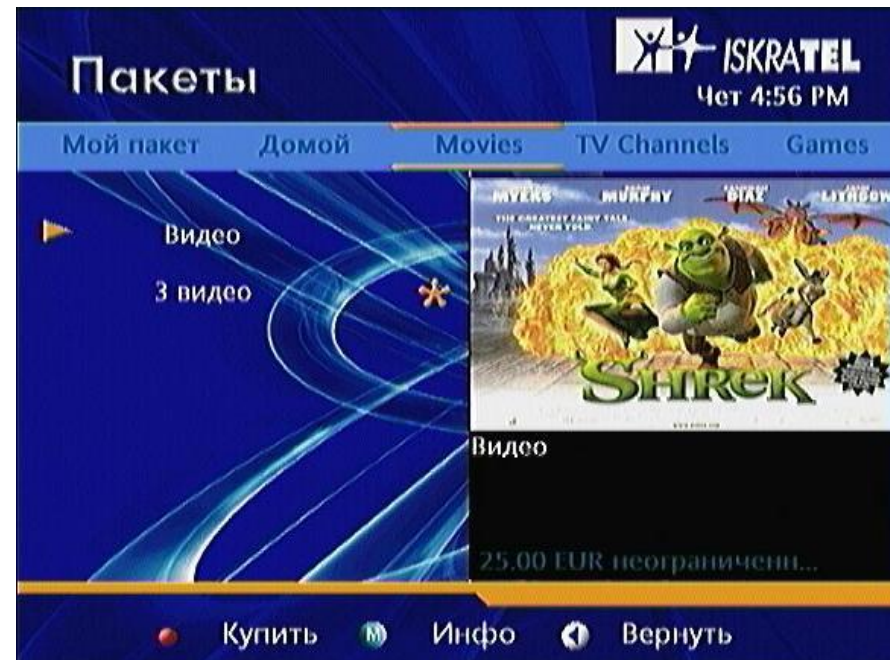 Пакеты
ISKRATEL
Чет 4:56 PM
Мой пакет Домой Movies TV Channels Games
Видео
3 видео
MYERS MURPHY DIAZ LITHGOW
THE GREATEST FAIRY TALE
NEVER TOLD.
SHREK
Видео
25.00 EUR неограниченн...
Купить M Инфо Вернуть